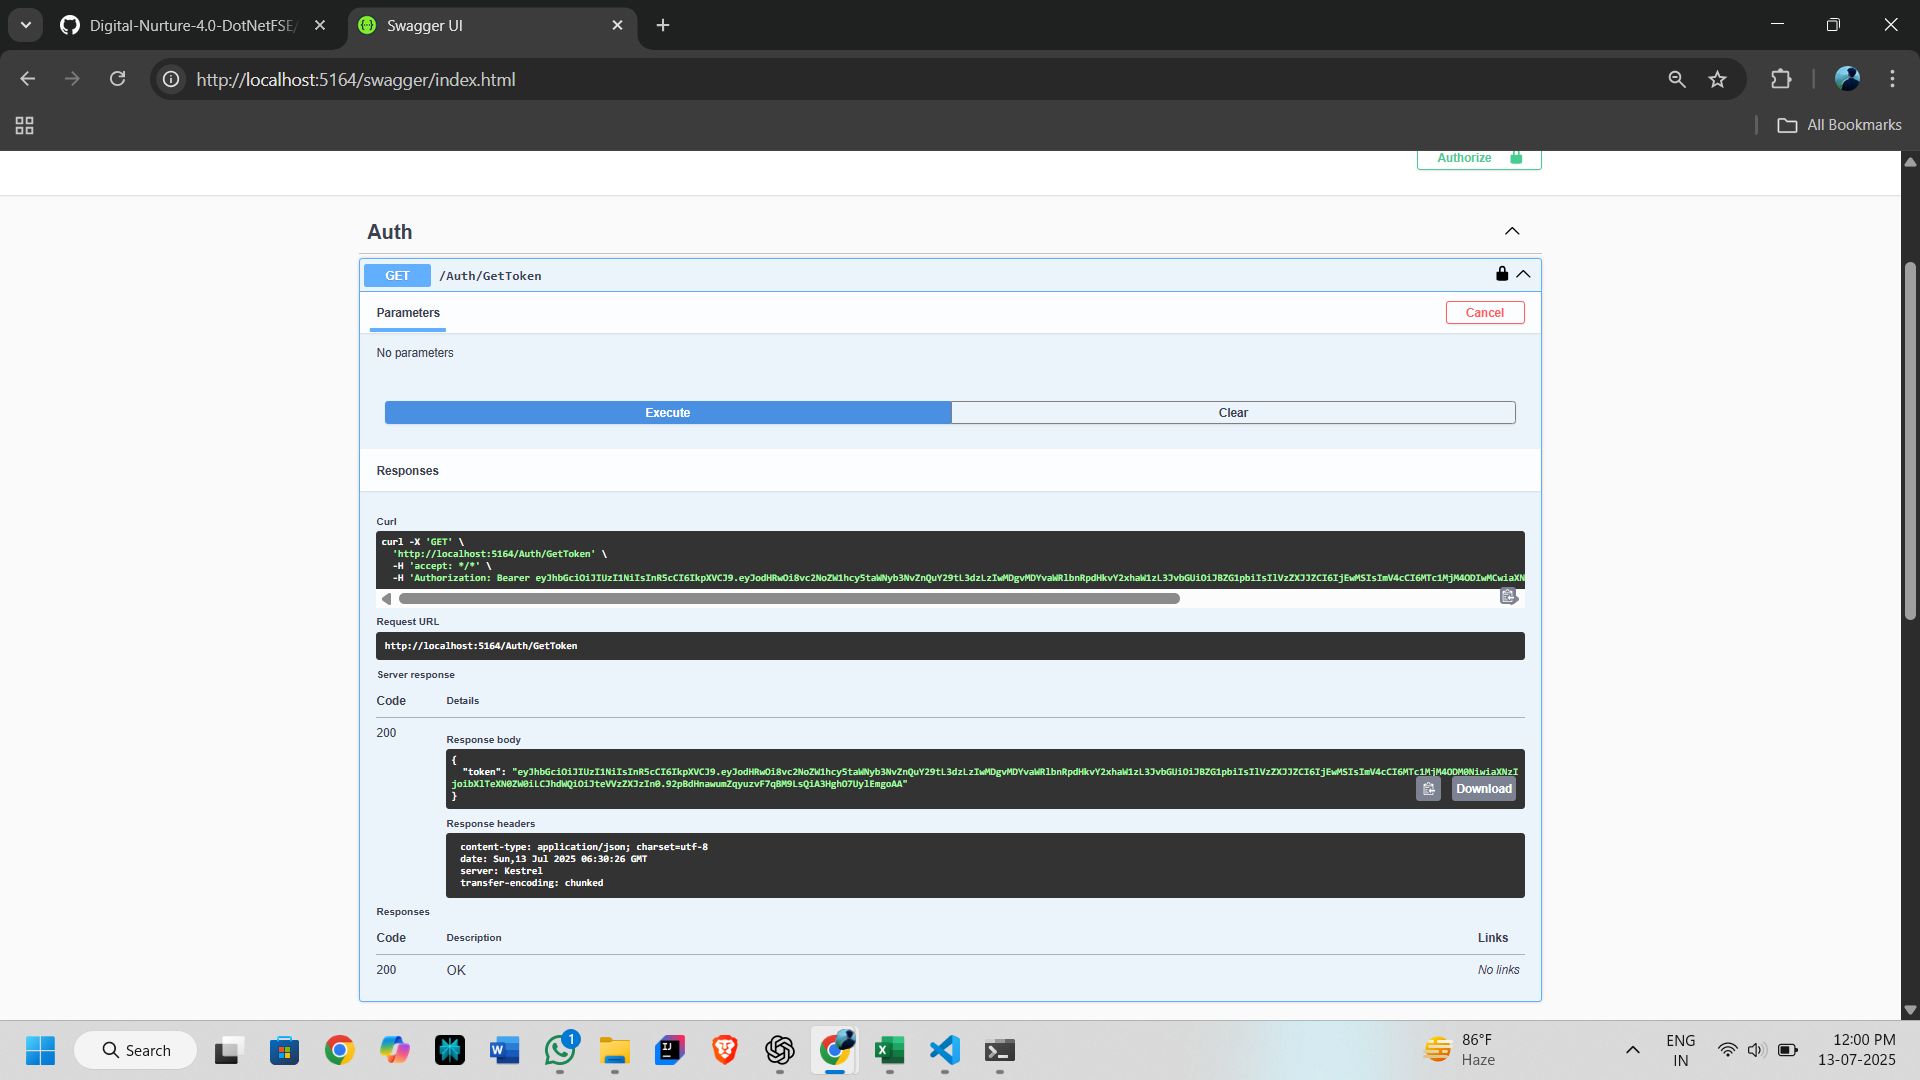 Digital-Nurture-4.0-DotNetFSE/
Swagger UI
http://localhost:5164/swagger/index.html
All Bookmarks
Authorize
Auth
GET /Auth/GetToken
Parameters
Cancel
No parameters
Execute
Clear
Responses
Curl
curl -X 'GET' \
'http://localhost:5164/Auth/GetToken' \
-H 'accept: */*' \
-H 'Authorization: Bearer
Request URL
http://localhost:5164/Auth/GetToken
Server response
Code Details
200
Response body
{
"token":
}
Download
Response headers
content-type: application/json; charset=utf-8
date: Sun,13 Jul 2025 06:30:26 GMT
server: Kestrel
transfer-encoding: chunked
Responses
Code Description Links
200 OK No links
Search
1
86°F
Haze
ENG
IN
12:00 PM
13-07-2025